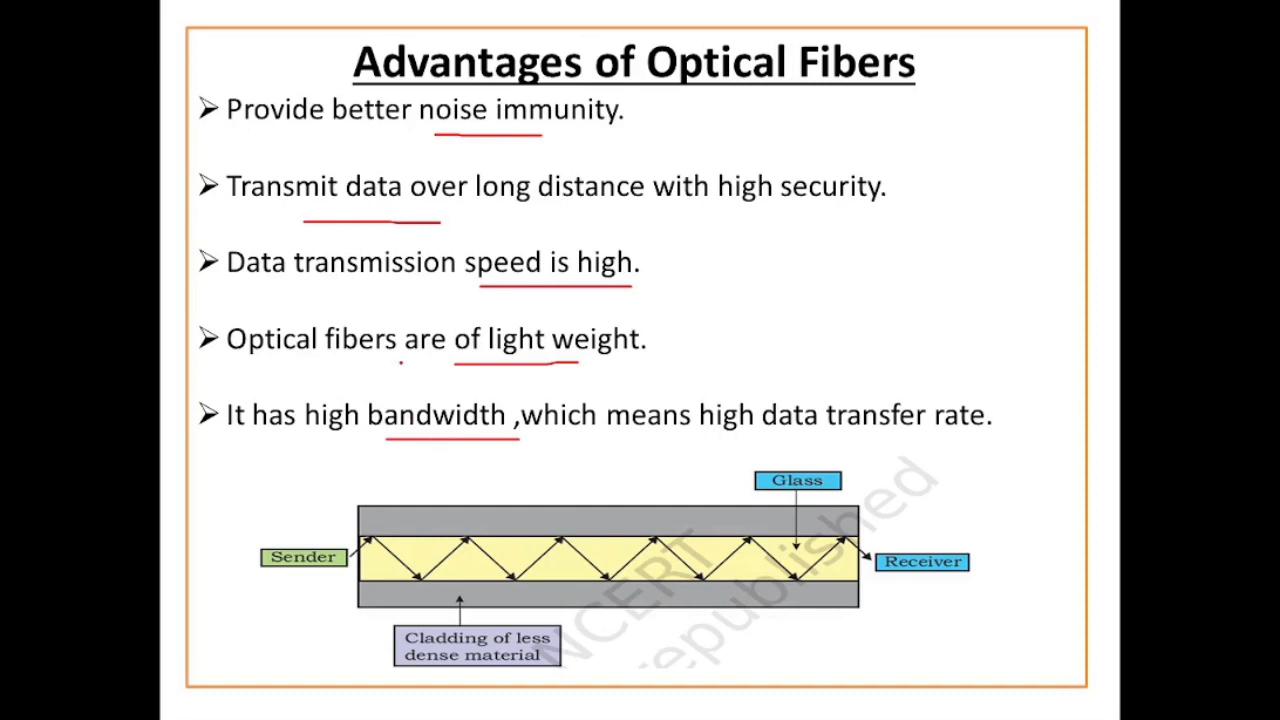 Advantages of Optical Fibers
➢ Provide better noise immunity.
➢ Transmit data over long distance with high security.
➢ Data transmission speed is high.
➢ Optical fibers are of light weight.
➢ It has high bandwidth ,which means high data transfer rate.
Glass
Sender
Receiver
Cladding of less
dense material
NCERT
republished